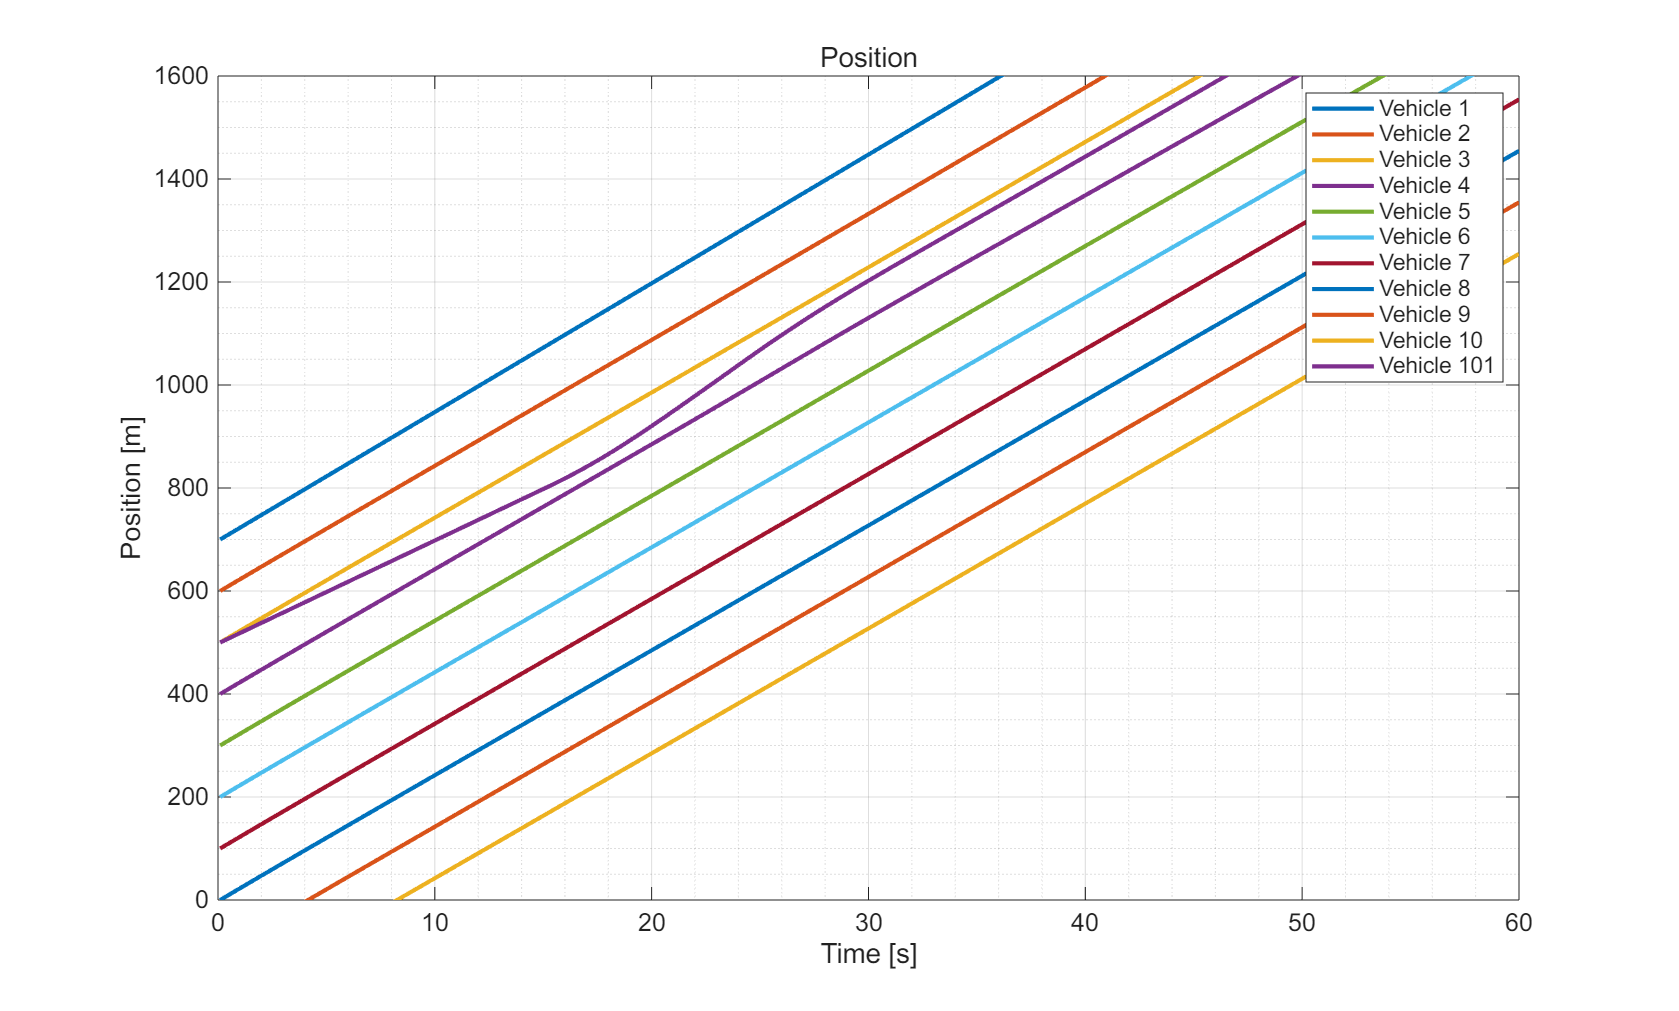 Position
1600
1400
1200
1000
800
600
400
200
0
Position [m]
Vehicle 1
Vehicle 2
Vehicle 3
Vehicle 4
Vehicle 5
Vehicle 6
Vehicle 7
Vehicle 8
Vehicle 9
Vehicle 10
Vehicle 101
0 10 20 30 40 50 60
Time [s]